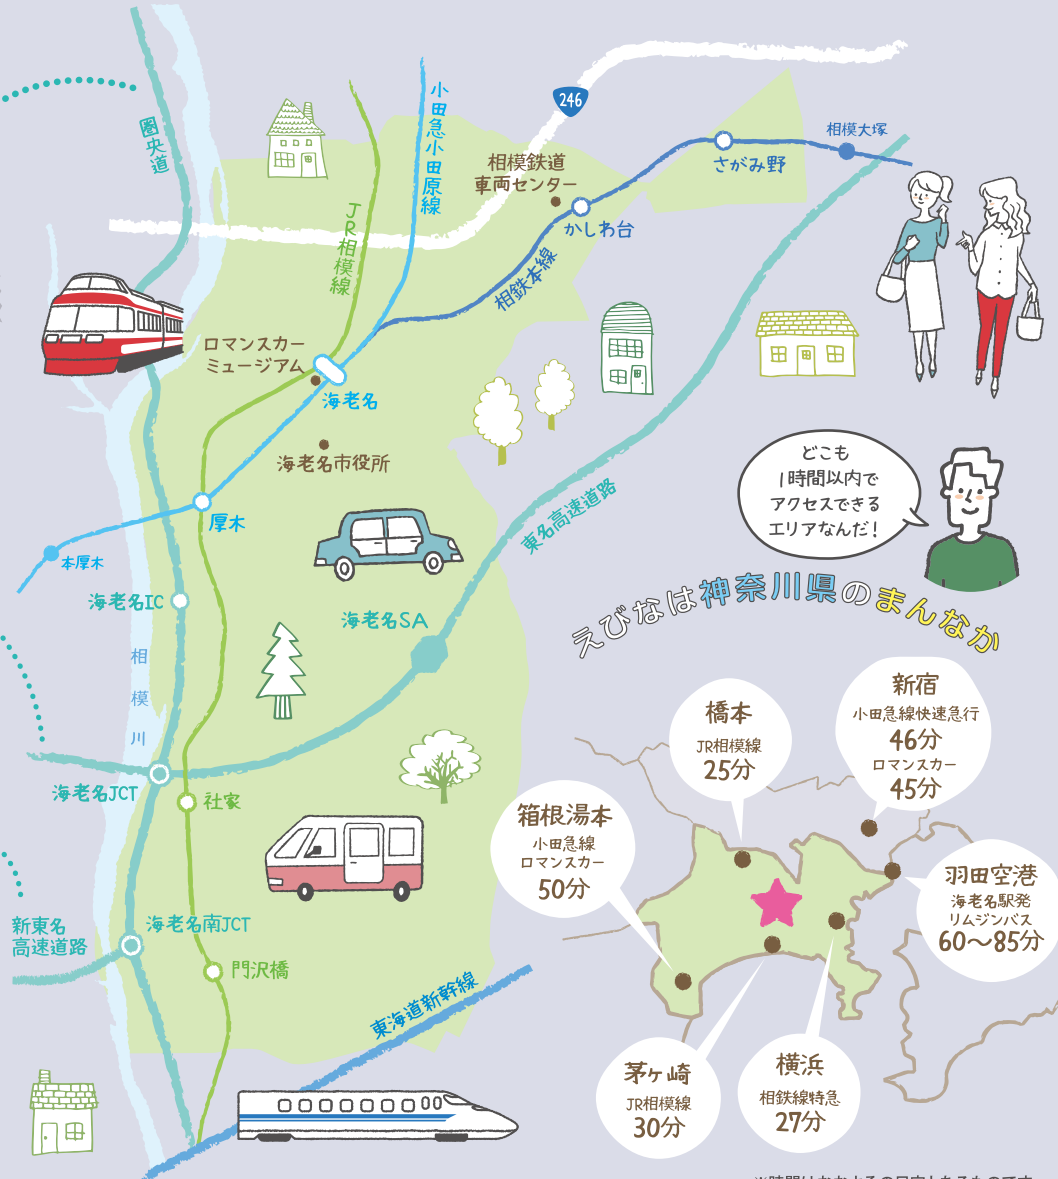 圏央道
小田急小田原線
246
相模鉄道
車両センター
さがみ野
相模大塚
かしわ台
JR相模線
相鉄本線
ロマンスカー
ミュージアム
海老名
海老名市役所
厚木
本厚木
東名高速道路
海老名IC
海老名SA
相模川
海老名JCT
社家
新東名
高速道路
海老名南JCT
門沢橋
東海道新幹線
どこも
1時間以内で
アクセスできる
エリアなんだ!
えびなは神奈川県のまんなか
橋本
JR相模線
25分
新宿
小田急線快速急行
46分
ロマンスカー
45分
箱根湯本
小田急線
ロマンスカー
50分
羽田空港
海老名駅発
リムジンバス
60〜85分
茅ヶ崎
JR相模線
30分
横浜
相鉄線特急
27分